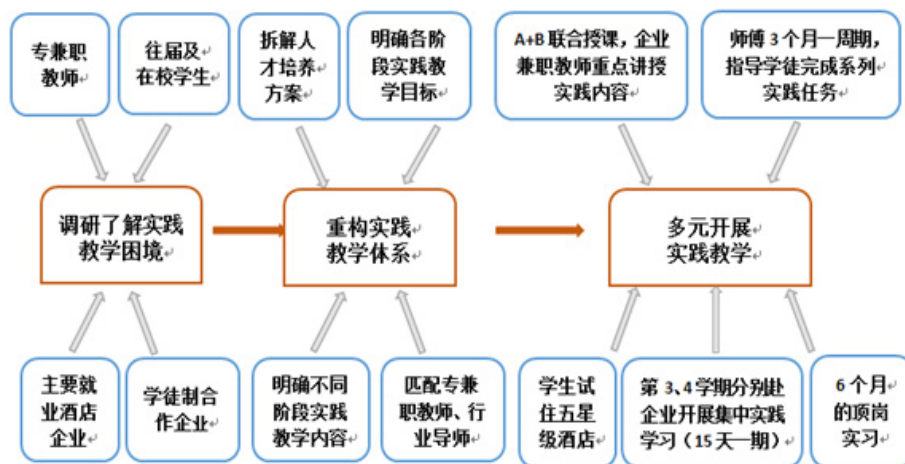 专兼职
教师
往届及
在校学生
拆解人
才培养
方案
明确各阶
段实践教
学目标
A+B 联合授课，企业
兼职教师重点讲授
实践内容
师傅 3 个月一周期，
指导学徒完成系列
实践任务
调研了解实践
教学困境
重构实践
教学体系
多元开展
实践教学
主要就
业酒店
企业
学徒制合
作企业
明确不同
阶段实践
教学内容
匹配专兼
职教师、行
业导师
学生试
住五星
级酒店
第 3、4 学期分别赴
企业开展集中实践
学习（15 天一期）
6 个月
的顶岗
实习